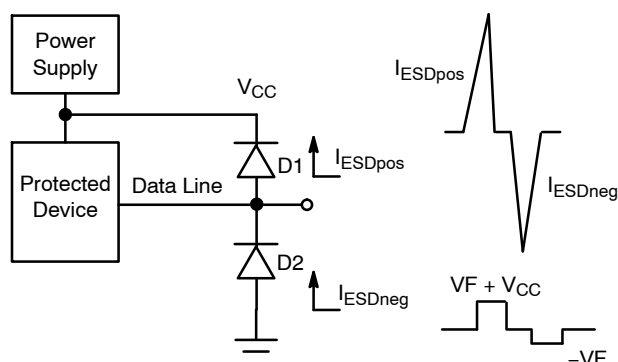 Power
Supply
V_CC
Protected
Device
Data Line
D1
I_ESDpos
D2
I_ESDneg
I_ESDpos
I_ESDneg
VF + V_CC
−VF